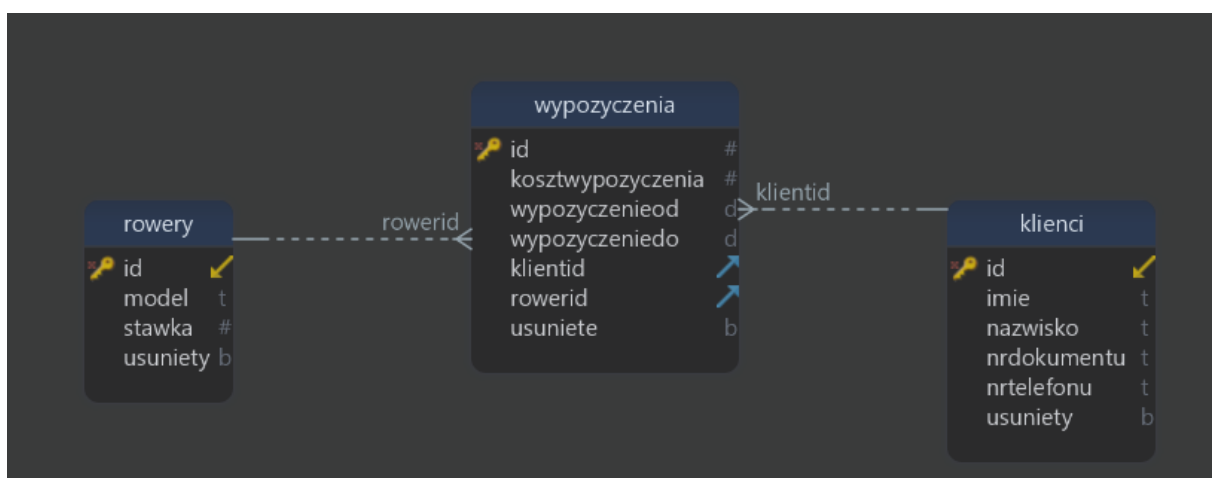 rowery
id
model t
stawka #
usuniety b
rowerid
wypozyczenia
id #
kosztwypozyczenia #
wypozyczenieod d
wypozyczeniedo d
klientid
rowerid
usuniete b
klientid
klienci
id
imie t
nazwisko t
nrdokumentu t
nrtelefonu t
usuniety b